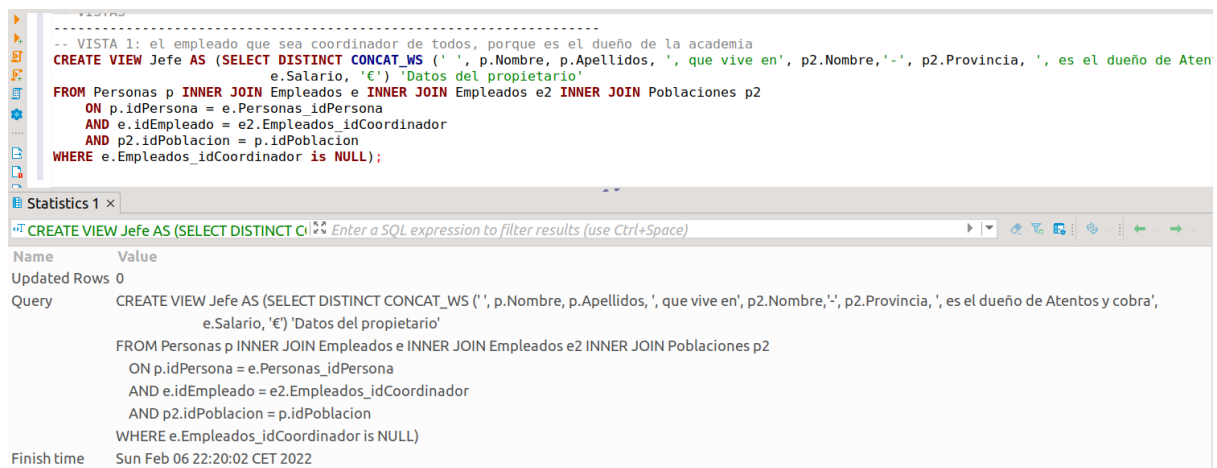 -- VISTAS
---------------------------------------------------------------------
-- VISTA 1: el empleado que sea coordinador de todos, porque es el dueño de la academia
CREATE VIEW Jefe AS (SELECT DISTINCT CONCAT_WS (' ', p.Nombre, p.Apellidos, ', que vive en', p2.Nombre,'-', p2.Provincia, ', es el dueño de Aten
e.Salario, '€') 'Datos del propietario'
FROM Personas p INNER JOIN Empleados e INNER JOIN Empleados e2 INNER JOIN Poblaciones p2
ON p.idPersona = e.Personas_idPersona
AND e.idEmpleado = e2.Empleados_idCoordinador
AND p2.idPoblacion = p.idPoblacion
WHERE e.Empleados_idCoordinador is NULL);
Statistics 1 ×
CREATE VIEW Jefe AS (SELECT DISTINCT C Enter a SQL expression to filter results (use Ctrl+Space)
Name Value
Updated Rows 0
Query CREATE VIEW Jefe AS (SELECT DISTINCT CONCAT_WS (' ', p.Nombre, p.Apellidos, ', que vive en', p2.Nombre,'-', p2.Provincia, ', es el dueño de Atentos y cobra',
e.Salario, '€') 'Datos del propietario'
FROM Personas p INNER JOIN Empleados e INNER JOIN Empleados e2 INNER JOIN Poblaciones p2
ON p.idPersona = e.Personas_idPersona
AND e.idEmpleado = e2.Empleados_idCoordinador
AND p2.idPoblacion = p.idPoblacion
WHERE e.Empleados_idCoordinador is NULL)
Finish time Sun Feb 06 22:20:02 CET 2022